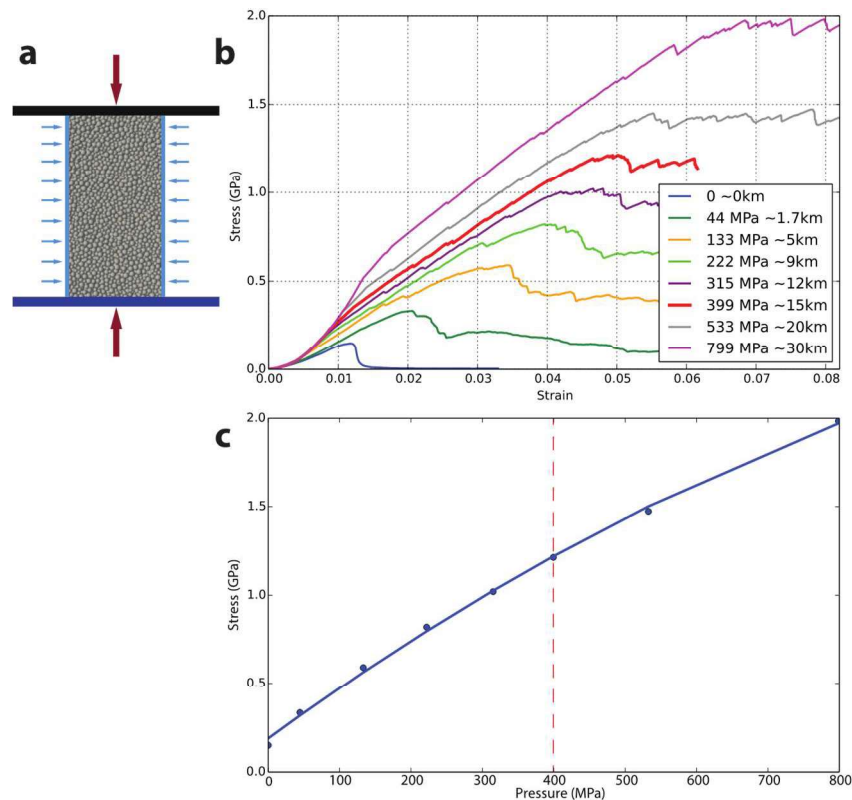 a
b
2.0
1.5
1.0
0.5
0.0
Stress (GPa)
0.00
0.01
0.02
0.03
0.04
0.05
0.06
0.07
0.08
Strain
0 ~0km
44 MPa ~1.7km
133 MPa ~5km
222 MPa ~9km
315 MPa ~12km
399 MPa ~15km
533 MPa ~20km
799 MPa ~30km
c
2.0
1.5
1.0
0.5
0.0
Stress (GPa)
0
100
200
300
400
500
600
700
800
Pressure (MPa)